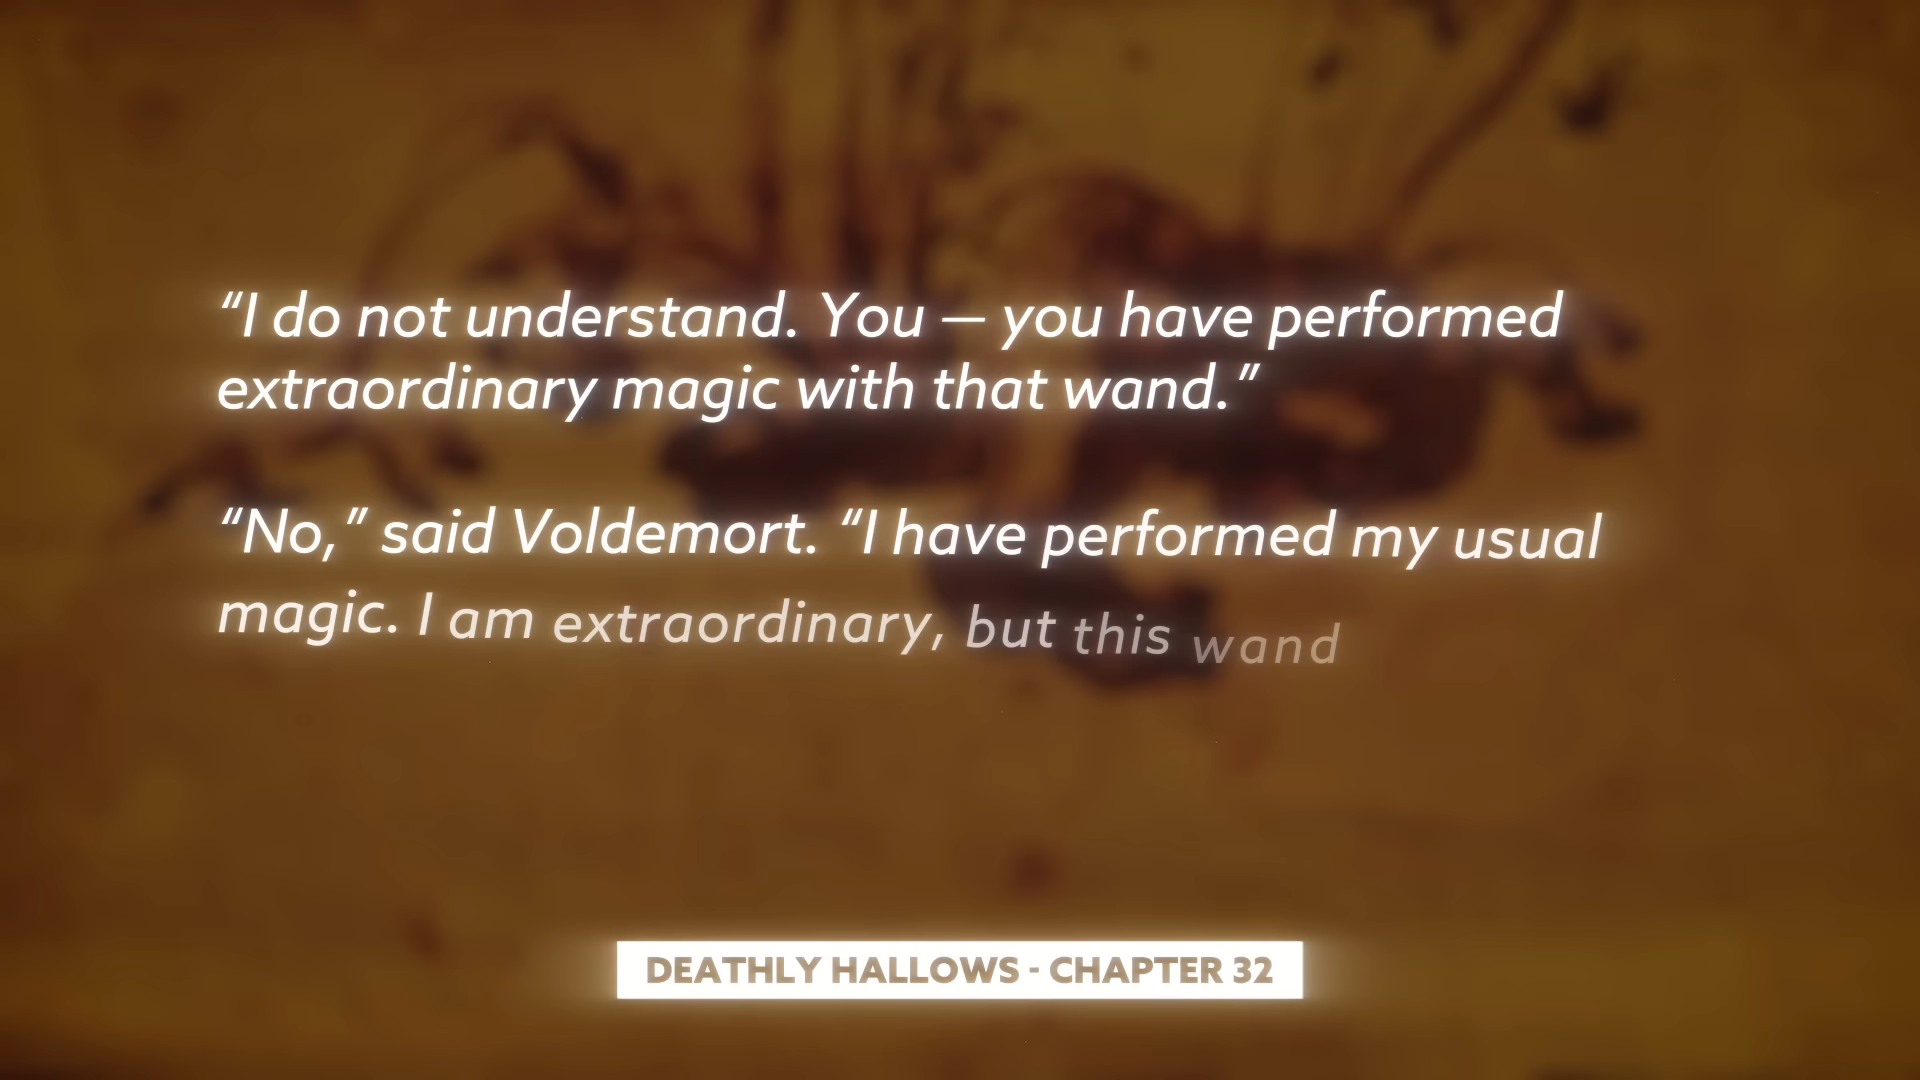 “I do not understand. You – you have performed
extraordinary magic with that wand.”
“No,” said Voldemort. “I have performed my usual
magic. I am extraordinary, but this wand
DEATHLY HALLOWS - CHAPTER 32